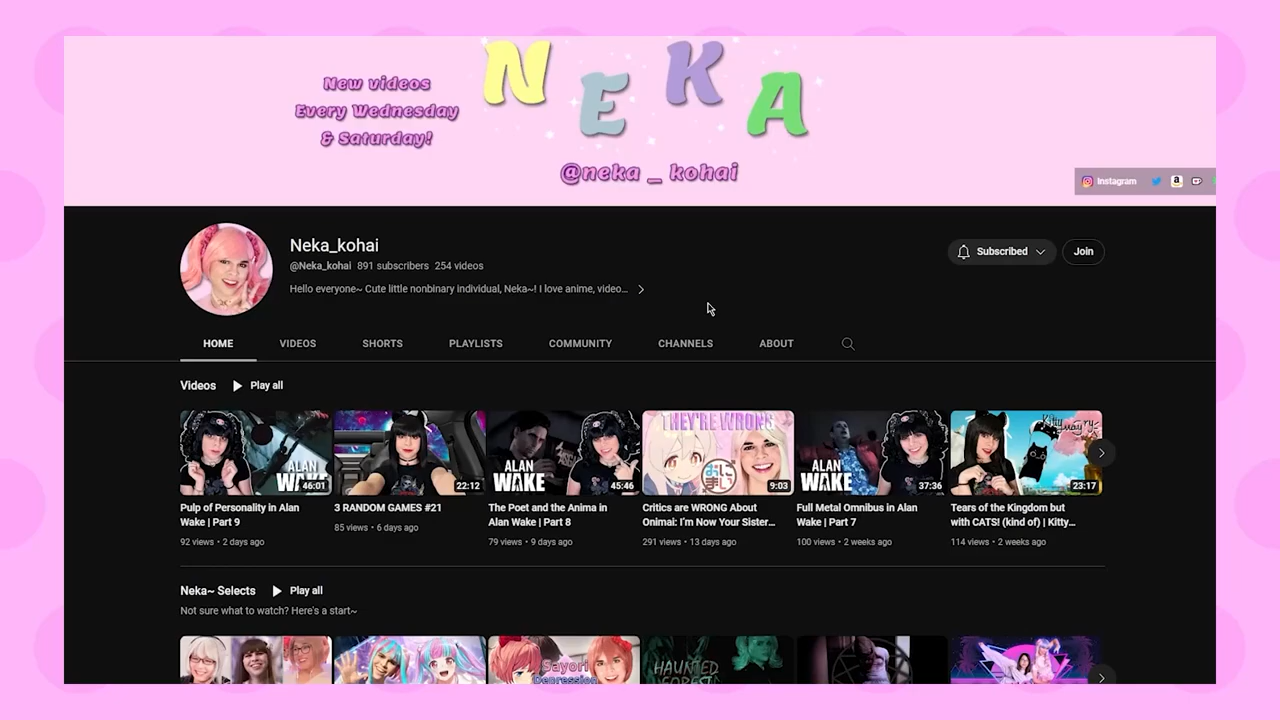 NEKA
New videos
Every Wednesday
& Saturday!
@neka _ kohai
Instagram
Neka_kohai
@Neka_kohai 891 subscribers 254 videos
Hello everyone~ Cute little nonbinary individual, Neka~! I love anime, video...
Subscribed
Join
HOME VIDEOS SHORTS PLAYLISTS COMMUNITY CHANNELS ABOUT
Videos Play all
ALAN
WAKE
46:01
22:12
ALAN
WAKE
45:46
THEY'RE WRONG
おにまい
9:03
ALAN
WAKE
37:36
23:17
Pulp of Personality in Alan
Wake | Part 9
92 views • 2 days ago
3 RANDOM GAMES #21
85 views • 6 days ago
The Poet and the Anima in
Alan Wake | Part 8
79 views • 9 days ago
Critics are WRONG About
Onimai: I'm Now Your Sister...
291 views • 13 days ago
Full Metal Omnibus in Alan
Wake | Part 7
100 views • 2 weeks ago
Tears of the Kingdom but
with CATS! (kind of) | Kitty...
114 views • 2 weeks ago
Neka~ Selects Play all
Not sure what to watch? Here's a start~
Sayori
Depression
HAUNTED
FOREST